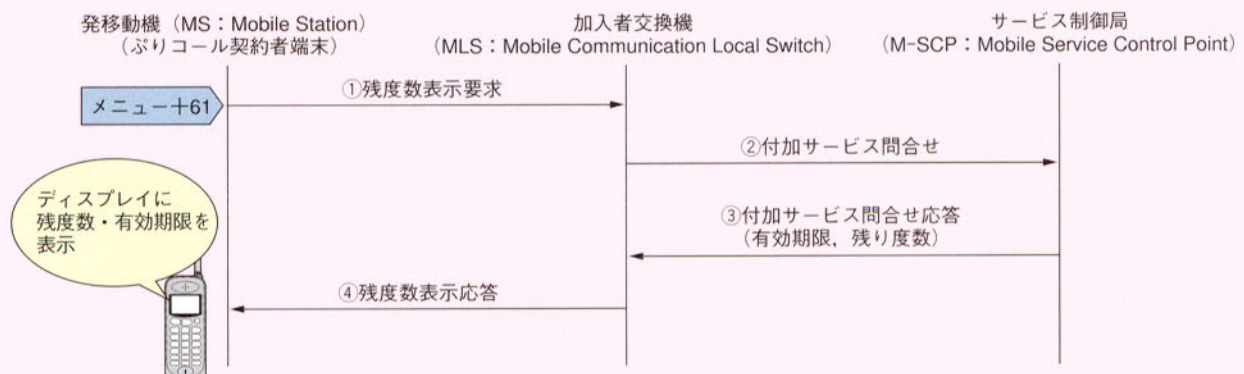 発移動機（MS：Mobile Station）
（ぷりコール契約者端末）
加入者交換機
（MLS：Mobile Communication Local Switch）
サービス制御局
（M-SCP：Mobile Service Control Point）
メニュー＋61
①残度数表示要求
②付加サービス問合せ
ディスプレイに
残度数・有効期限を
表示
③付加サービス問合せ応答
（有効期限，残り度数）
④残度数表示応答